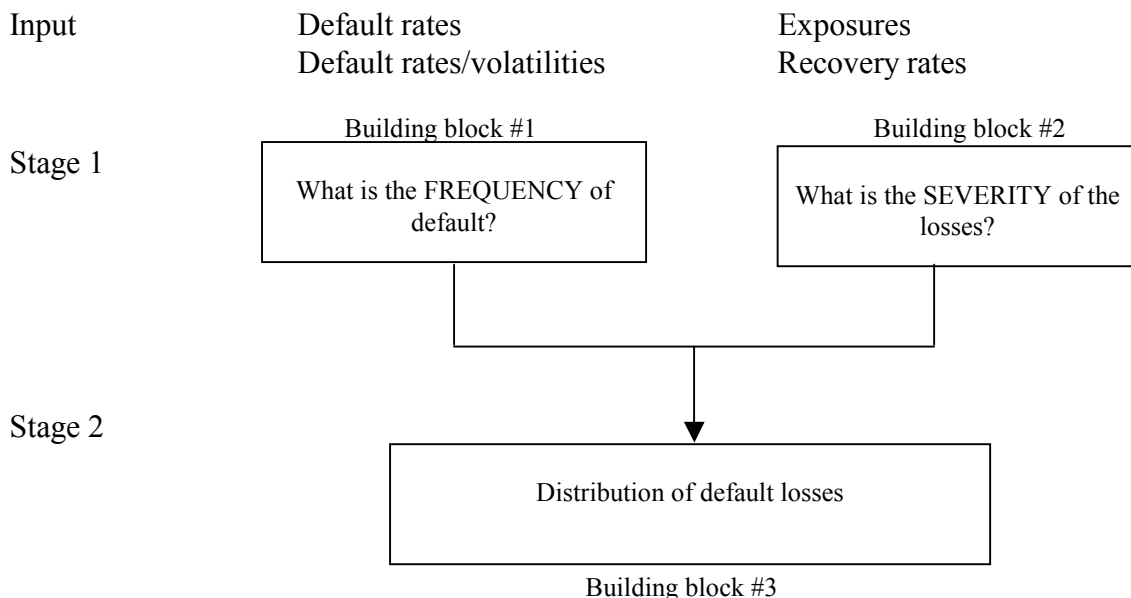 Input Default rates Exposures
Default rates/volatilities Recovery rates
Building block #1 Building block #2
Stage 1
What is the FREQUENCY of
default?
What is the SEVERITY of the
losses?
Stage 2
Distribution of default losses
Building block #3